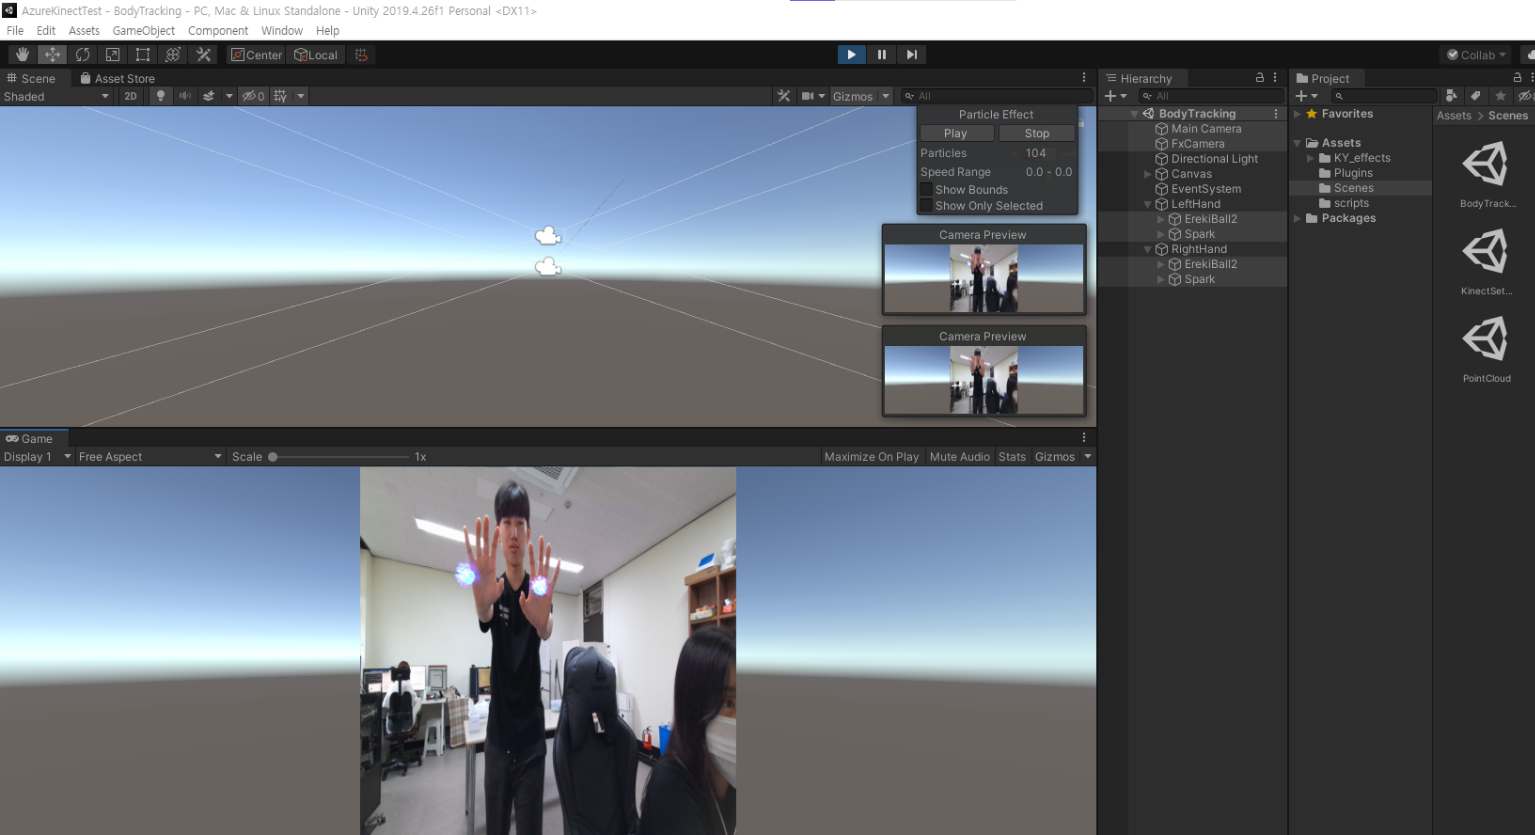 AzureKinectTest - BodyTracking - PC, Mac & Linux Standalone - Unity 2019.4.26f1 Personal <DX11>
File Edit Assets GameObject Component Window Help
Center Local Collab
Scene Asset Store
Shaded 2D 0 Gizmos All
Particle Effect
Play Stop
Particles 104
Speed Range 0.0 - 0.0
Show Bounds
Show Only Selected
Camera Preview
Camera Preview
Game
Display 1 Free Aspect Scale 1x Maximize On Play Mute Audio Stats Gizmos
Hierarchy
All
BodyTracking
Main Camera
FxCamera
Directional Light
Canvas
EventSystem
LeftHand
ErekiBall2
Spark
RightHand
ErekiBall2
Spark
Project
Favorites
Assets
KY_effects
Plugins
Scenes
scripts
Packages
Assets > Scenes
BodyTrack...
KinectSet...
PointCloud